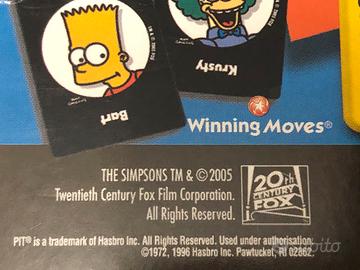 Bart
Krusty
Winning Moves®
THE SIMPSONS TM & © 2005
Twentieth Century Fox Film Corporation.
All Rights Reserved.
20th
CENTURY
FOX
PIT® is a trademark of Hasbro Inc. All Rights Reserved. Used under authorisation.
©1972, 1996 Hasbro Inc. Pawtucket, RI 02862.